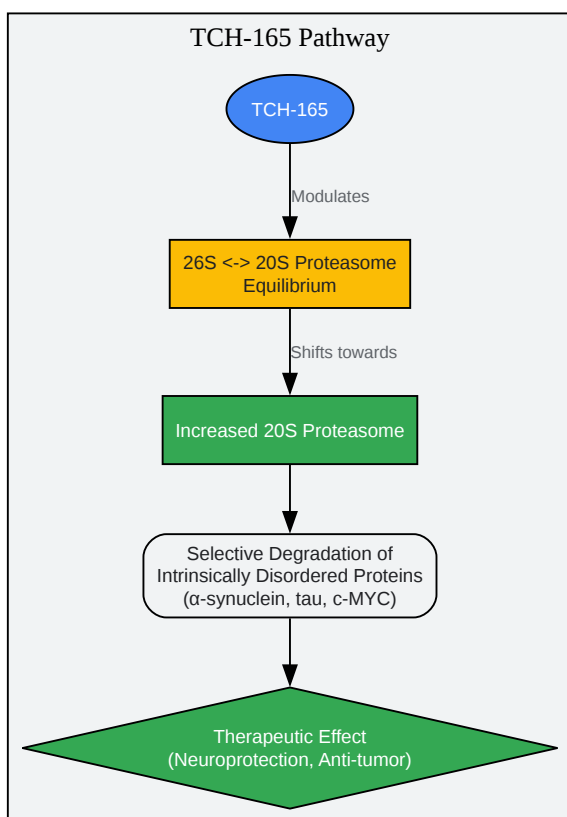 TCH-165 Pathway
TCH-165
Modulates
26S <-> 20S Proteasome
Equilibrium
Shifts towards
Increased 20S Proteasome
Selective Degradation of
Intrinsically Disordered Proteins
(α-synuclein, tau, c-MYC)
Therapeutic Effect
(Neuroprotection, Anti-tumor)